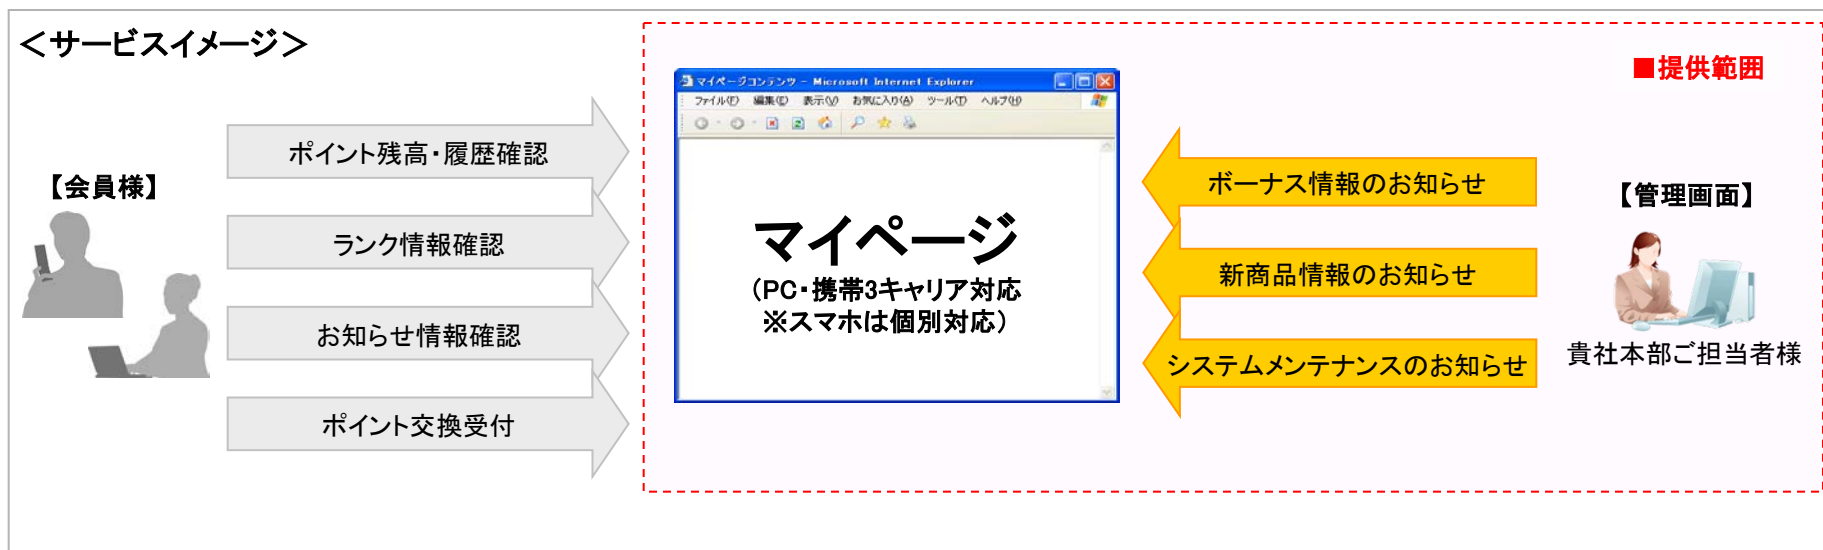 ＜サービスイメージ＞
■提供範囲
マイページコンテンツ - Microsoft Internet Explorer
ファイル(F) 編集(E) 表示(V) お気に入り(A) ツール(T) ヘルプ(H)
【会員様】
ポイント残高・履歴確認
ランク情報確認
お知らせ情報確認
ポイント交換受付
マイページ
（PC・携帯3キャリア対応
※スマホは個別対応）
ボーナス情報のお知らせ
新商品情報のお知らせ
システムメンテナンスのお知らせ
【管理画面】
貴社本部ご担当者様